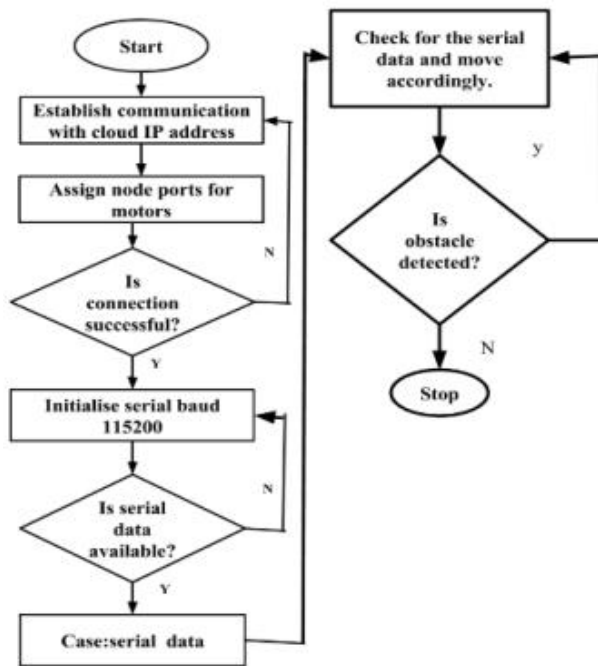 Start
Establish communication
with cloud IP address
Assign node ports for
motors
N
Is
connection
successful?
Y
Initialise serial baud
115200
N
Is serial
data
available?
Y
Case:serial data
Check for the serial
data and move
accordingly.
y
Is
obstacle
detected?
N
Stop